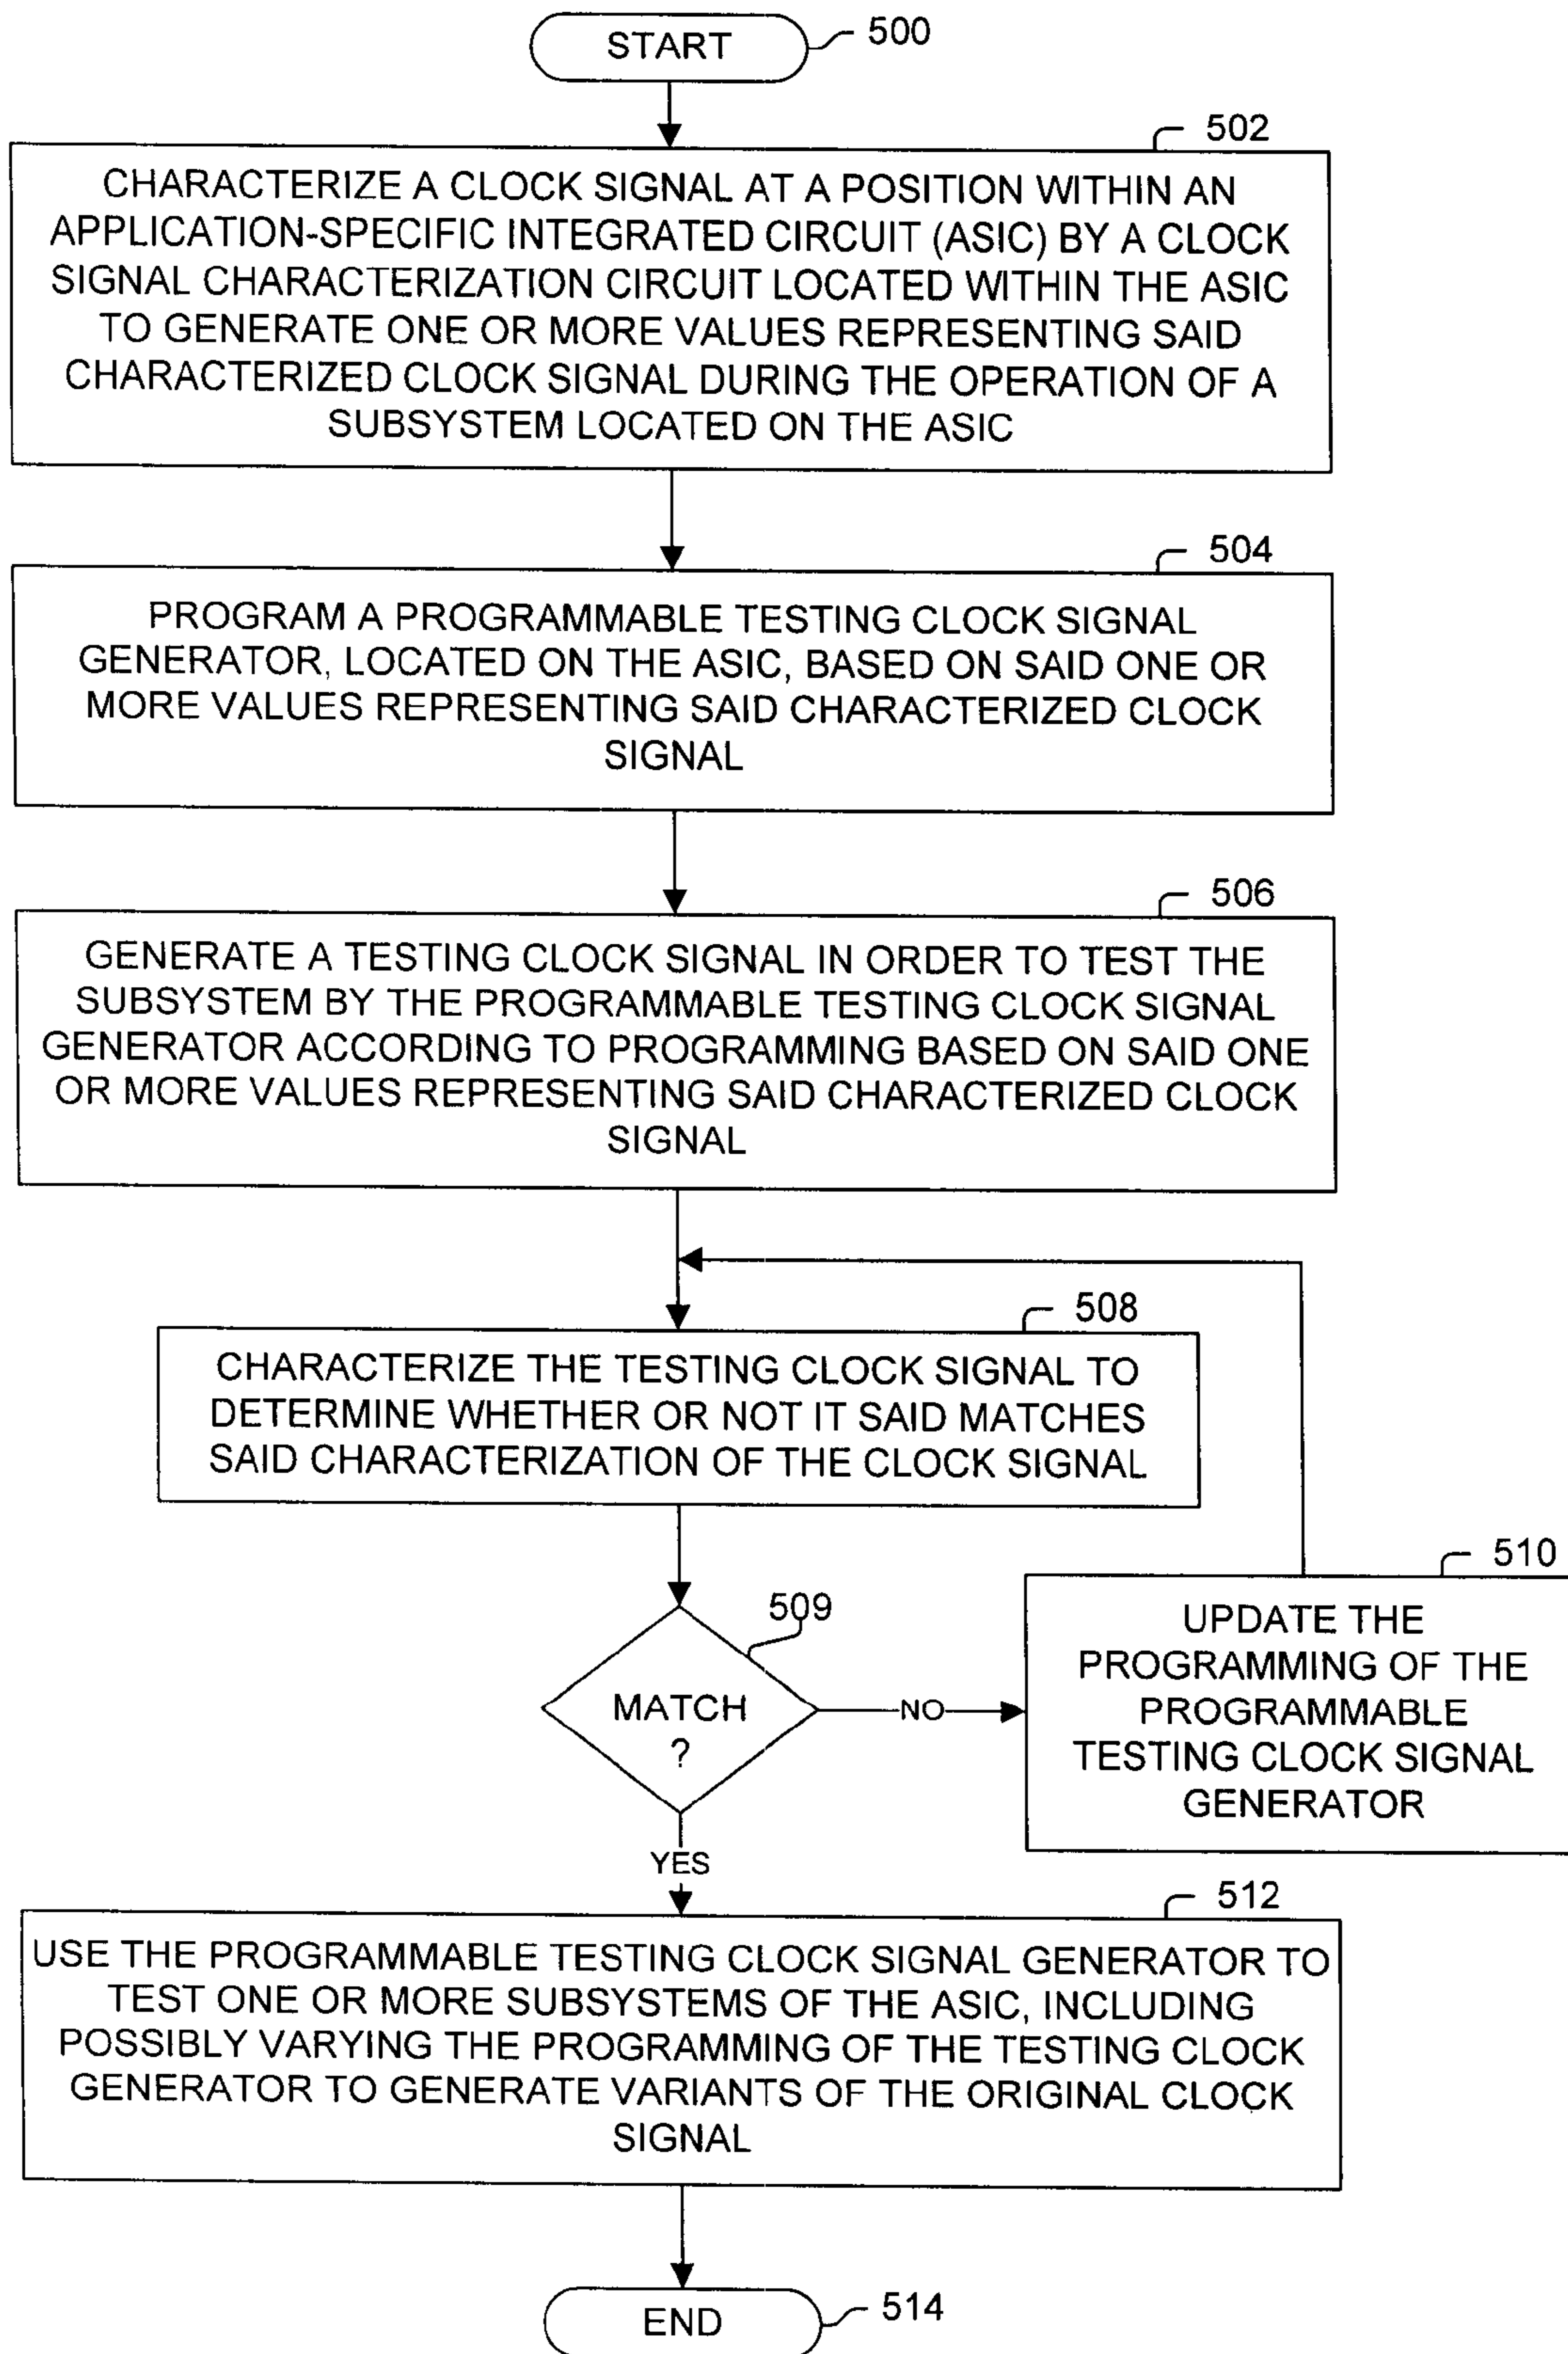 START
500
502
CHARACTERIZE A CLOCK SIGNAL AT A POSITION WITHIN AN
APPLICATION-SPECIFIC INTEGRATED CIRCUIT (ASIC) BY A CLOCK
SIGNAL CHARACTERIZATION CIRCUIT LOCATED WITHIN THE ASIC
TO GENERATE ONE OR MORE VALUES REPRESENTING SAID
CHARACTERIZED CLOCK SIGNAL DURING THE OPERATION OF A
SUBSYSTEM LOCATED ON THE ASIC
504
PROGRAM A PROGRAMMABLE TESTING CLOCK SIGNAL
GENERATOR, LOCATED ON THE ASIC, BASED ON SAID ONE OR
MORE VALUES REPRESENTING SAID CHARACTERIZED CLOCK
SIGNAL
506
GENERATE A TESTING CLOCK SIGNAL IN ORDER TO TEST THE
SUBSYSTEM BY THE PROGRAMMABLE TESTING CLOCK SIGNAL
GENERATOR ACCORDING TO PROGRAMMING BASED ON SAID ONE
OR MORE VALUES REPRESENTING SAID CHARACTERIZED CLOCK
SIGNAL
508
CHARACTERIZE THE TESTING CLOCK SIGNAL TO
DETERMINE WHETHER OR NOT IT SAID MATCHES
SAID CHARACTERIZATION OF THE CLOCK SIGNAL
509
MATCH
?
NO
510
UPDATE THE
PROGRAMMING OF THE
PROGRAMMABLE
TESTING CLOCK SIGNAL
GENERATOR
YES
512
USE THE PROGRAMMABLE TESTING CLOCK SIGNAL GENERATOR TO
TEST ONE OR MORE SUBSYSTEMS OF THE ASIC, INCLUDING
POSSIBLY VARYING THE PROGRAMMING OF THE TESTING CLOCK
GENERATOR TO GENERATE VARIANTS OF THE ORIGINAL CLOCK
SIGNAL
END
514